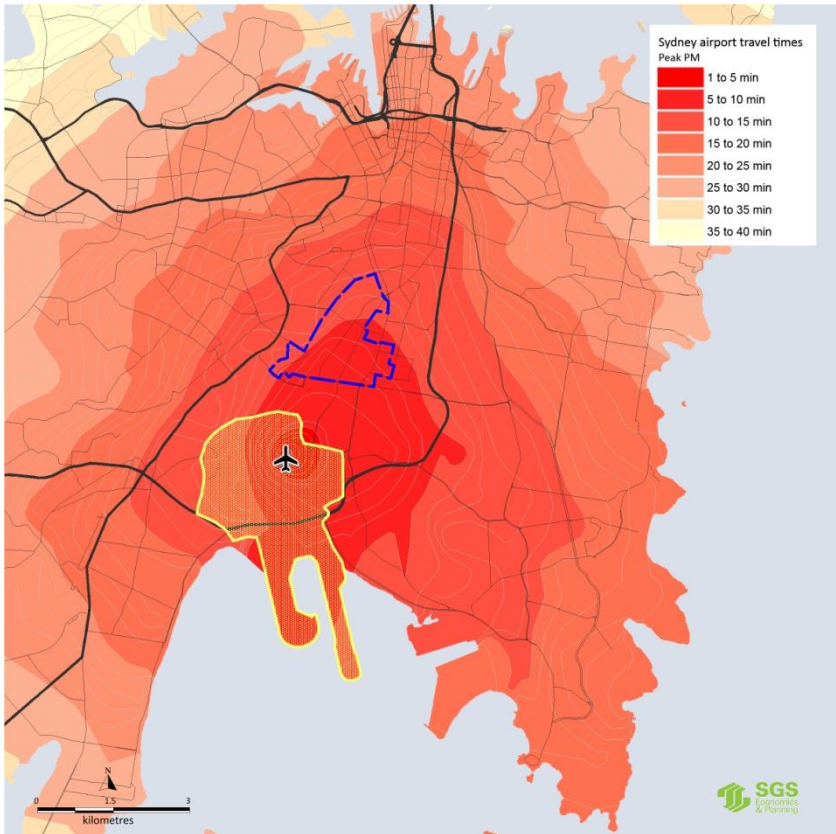 Sydney airport travel times
Peak PM
1 to 5 min
5 to 10 min
10 to 15 min
15 to 20 min
20 to 25 min
25 to 30 min
30 to 35 min
35 to 40 min
N
0 1.5 3
kilometres
SGS
Economics
& Planning